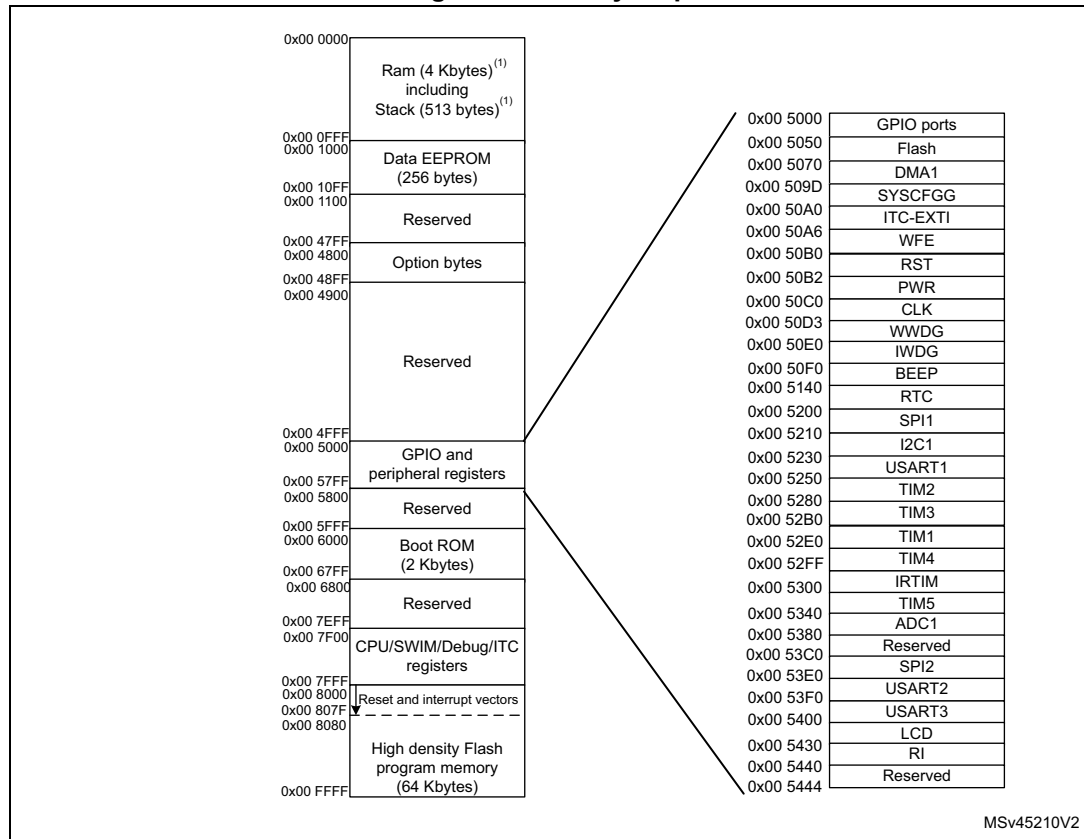 0x00 0000
Ram (4 Kbytes)(1)
including
Stack (513 bytes)(1)
0x00 0FFF
0x00 1000
Data EEPROM
(256 bytes)
0x00 10FF
0x00 1100
Reserved
0x00 47FF
0x00 4800
Option bytes
0x00 48FF
0x00 4900
Reserved
0x00 4FFF
0x00 5000
GPIO and
peripheral registers
0x00 57FF
0x00 5800
Reserved
0x00 5FFF
0x00 6000
Boot ROM
(2 Kbytes)
0x00 67FF
0x00 6800
Reserved
0x00 7EFF
0x00 7F00
CPU/SWIM/Debug/ITC
registers
0x00 7FFF
0x00 8000
Reset and interrupt vectors
0x00 807F
0x00 8080
High density Flash
program memory
(64 Kbytes)
0x00 FFFF
0x00 5000
GPIO ports
0x00 5050
Flash
0x00 5070
DMA1
0x00 509D
SYSCFGG
0x00 50A0
ITC-EXTI
0x00 50A6
WFE
0x00 50B0
RST
0x00 50B2
PWR
0x00 50C0
CLK
0x00 50D3
WWDG
0x00 50E0
IWDG
0x00 50F0
BEEP
0x00 5140
RTC
0x00 5200
SPI1
0x00 5210
I2C1
0x00 5230
USART1
0x00 5250
TIM2
0x00 5280
TIM3
0x00 52B0
TIM1
0x00 52E0
TIM4
0x00 52FF
IRTIM
0x00 5300
TIM5
0x00 5340
ADC1
0x00 5380
Reserved
0x00 53C0
SPI2
0x00 53E0
USART2
0x00 53F0
USART3
0x00 5400
LCD
0x00 5430
RI
0x00 5440
Reserved
0x00 5444
MSv45210V2